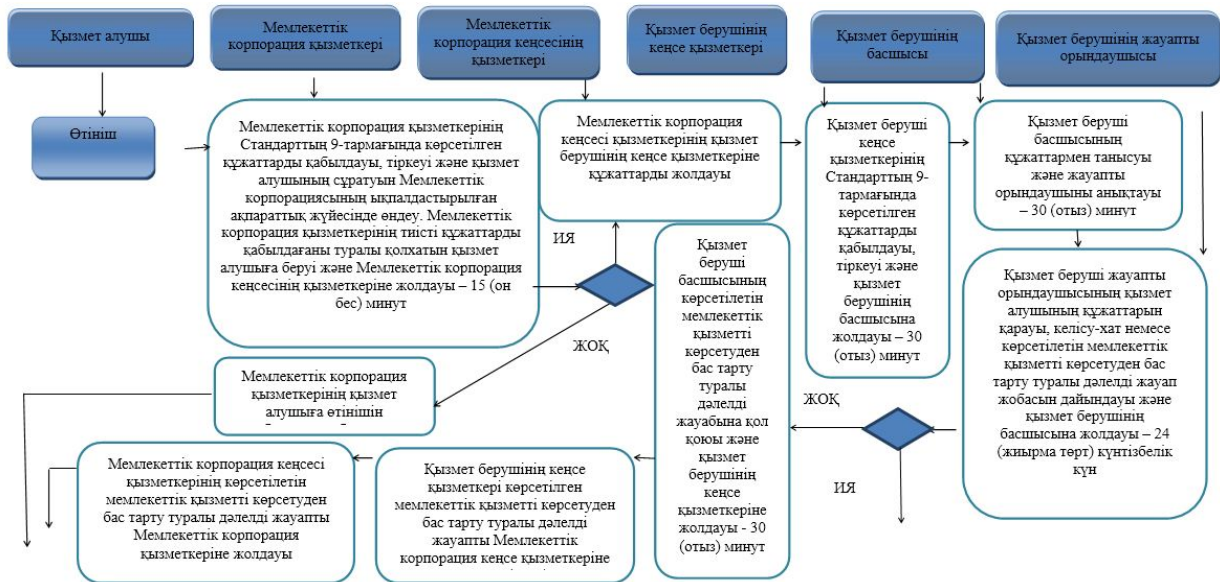 Қызмет алушы
Мемлекеттік
корпорация қызметкері
Мемлекеттік
корпорация кеңсесінің
қызметкері
Қызмет берушінің
кеңсе қызметкері
Қызмет берушінің
басшысы
Қызмет берушінің жауапты
орындаушысы
Өтініш
Мемлекеттік корпорация қызметкерінің
Стандарттың 9-тармағында көрсетілген
құжаттарды қабылдауы, тіркеуі және қызмет
алушының сұратуын Мемлекеттік
корпорациясының ықпалдастырылған
ақпараттық жүйесінде өңдеу. Мемлекеттік
корпорация қызметкерінің тиісті құжаттарды
қабылдағаны туралы қолхатын қызмет
алушыға беруі және Мемлекеттік корпорация
кеңсесінің қызметкеріне жолдауы – 15 (он
бес) минут
Мемлекеттік корпорация
кеңсесі қызметкерінің қызмет
берушінің кеңсе қызметкеріне
құжаттарды жолдауы
Қызмет беруші
кеңсе
қызметкерінің
Стандарттың 9-
тармағында
көрсетілген
құжаттарды
қабылдауы,
тіркеуі және
қызмет
берушінің
басшысына
жолдауы – 30
(отыз) минут
Қызмет беруші
басшысының
құжаттармен танысуы
және жауапты
орындаушыны анықтауы
– 30 (отыз) минут
ИЯ
ЖОҚ
Қызмет беруші жауапты
орындаушысының қызмет
алушының құжаттарын
қарауы, келісу-хат немесе
көрсетілетін мемлекеттік
қызметті көрсетуден бас
тарту туралы дәлелді жауап
жобасын дайындауы және
қызмет берушінің
басшысына жолдауы – 24
(жиырма төрт) күнтізбелік
күн
ЖОҚ
ИЯ
Қызмет
беруші
басшысының
көрсетілетін
мемлекеттік
қызметті
көрсетуден
бас тарту
туралы
дәлелді
жауабына қол
қоюы және
қызмет
берушінің
кеңсе
қызметкеріне
жолдауы - 30
(отыз) минут
Мемлекеттік корпорация
қызметкерінің қызмет
алушыға өтінішін
Қызмет берушінің кеңсе
қызметкері көрсетілген
мемлекеттік қызметті көрсетуден
бас тарту туралы дәлелді
жауапты Мемлекеттік
корпорация кеңсе қызметкеріне
Мемлекеттік корпорация кеңсесі
қызметкерінің көрсетілетін
мемлекеттік қызметті көрсетуден
бас тарту туралы дәлелді жауапты
Мемлекеттік корпорация
қызметкеріне жолдауы